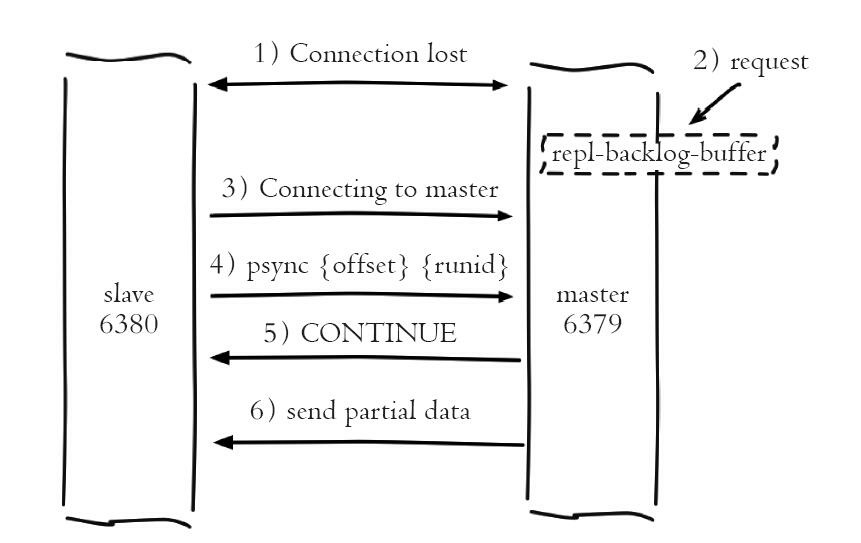 1) Connection lost
2) request
repl-backlog-buffer
3) Connecting to master
4) psync {offset} {runid}
slave
6380
master
6379
5) CONTINUE
6) send partial data